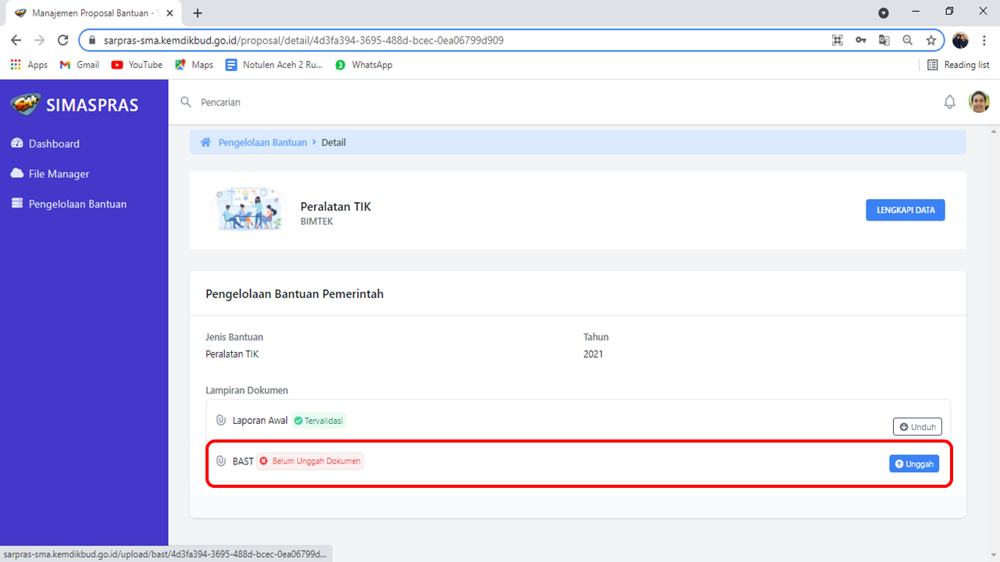 Manajemen Proposal Bantuan - S
sarpras-sma.kemdikbud.go.id/proposal/detail/4d3fa394-3695-488d-bcec-0ea06799d909
Apps Gmail YouTube Maps Notulen Aceh 2 Ru... 3 WhatsApp Reading list
SIMASPRAS
Pencarian
Dashboard
File Manager
Pengelolaan Bantuan
Pengelolaan Bantuan > Detail
Peralatan TIK
BIMTEK
LENGKAPI DATA
Pengelolaan Bantuan Pemerintah
Jenis Bantuan Tahun
Peralatan TIK 2021
Lampiran Dokumen
Laporan Awal Tervalidasi Unduh
BAST Belum Unggah Dokumen Unggah
sarpras-sma.kemdikbud.go.id/upload/bast/4d3fa394-3695-488d-bcec-0ea06799d...